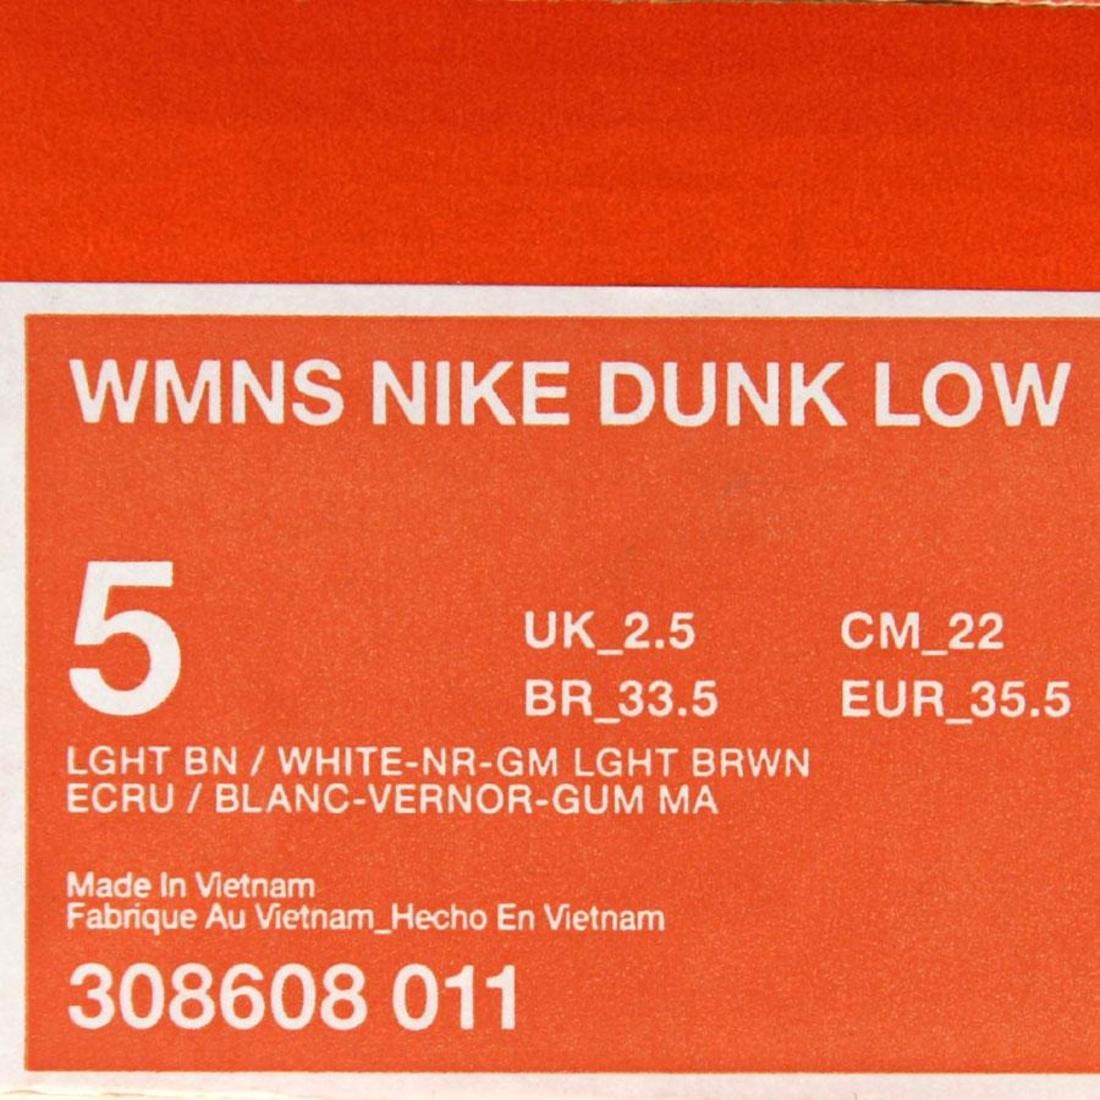 WMNS NIKE DUNK LOW
5
UK_2.5 CM_22
BR_33.5 EUR_35.5
LGHT BN / WHITE-NR-GM LGHT BRWN
ECRU / BLANC-VERNOR-GUM MA
Made In Vietnam
Fabrique Au Vietnam_Hecho En Vietnam
308608 011